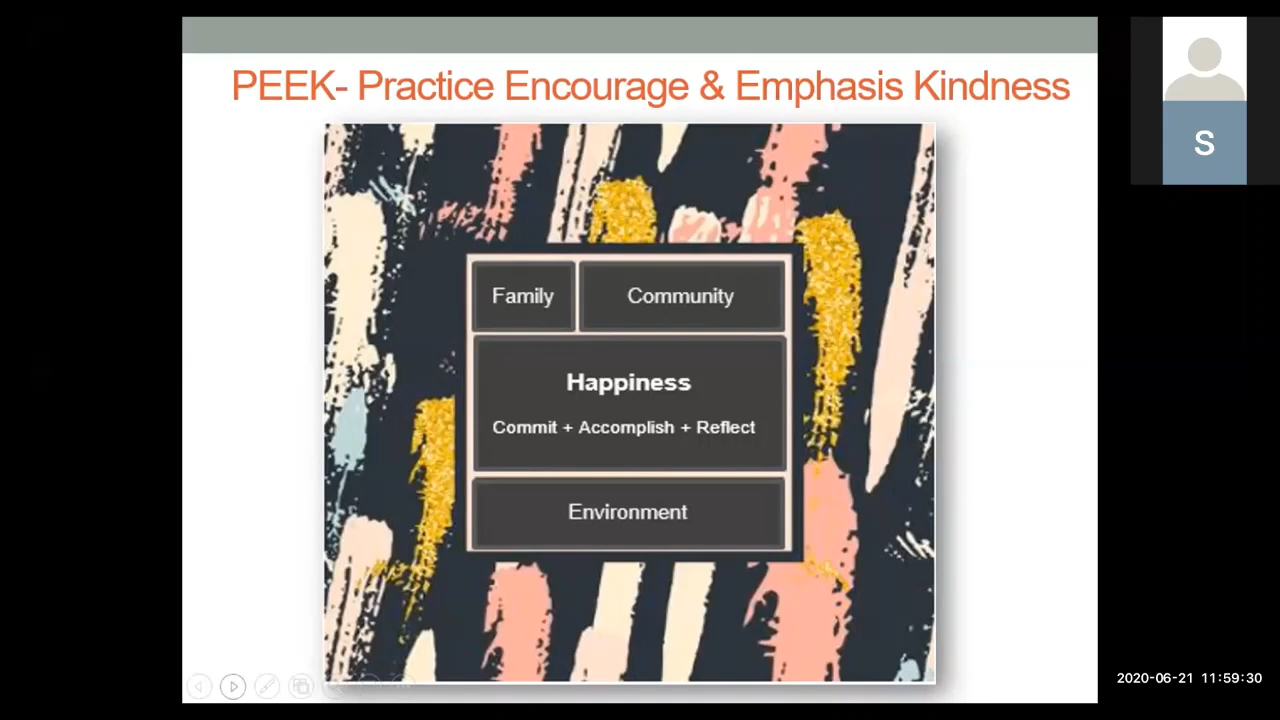 PEEK- Practice Encourage & Emphasis Kindness
S
Family
Community
Happiness
Commit + Accomplish + Reflect
Environment
2020-06-21 11:59:30